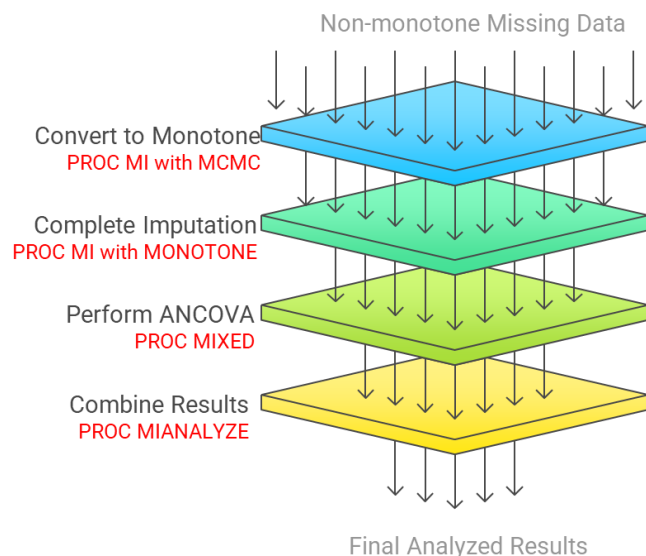 Non-monotone Missing Data
Convert to Monotone
PROC MI with MCMC
Complete Imputation
PROC MI with MONOTONE
Perform ANCOVA
PROC MIXED
Combine Results
PROC MIANALYZE
Final Analyzed Results